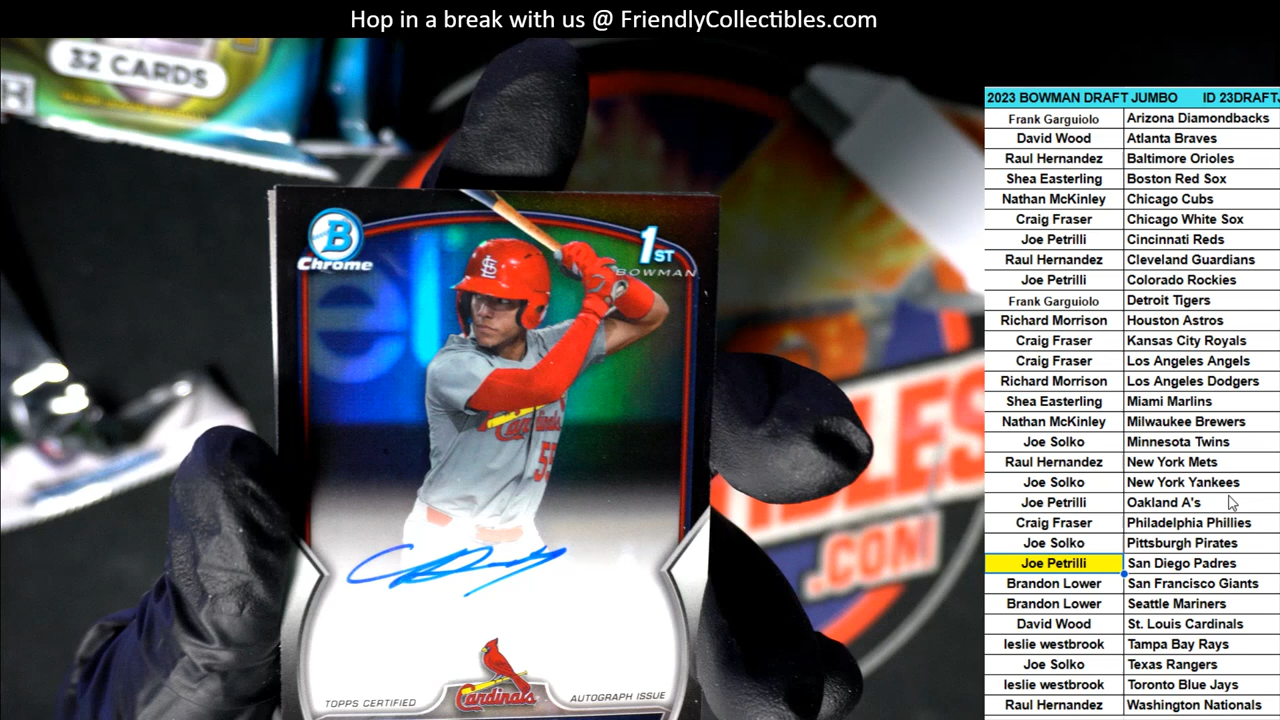 Hop in a break with us @ FriendlyCollectibles.com
32 CARDS
2023 BOWMAN DRAFT JUMBO ID 23DRAFTJ
Frank Garguiolo Arizona Diamondbacks
David Wood Atlanta Braves
Raul Hernandez Baltimore Orioles
Shea Easterling Boston Red Sox
Nathan McKinley Chicago Cubs
Craig Fraser Chicago White Sox
Joe Petrilli Cincinnati Reds
Raul Hernandez Cleveland Guardians
Joe Petrilli Colorado Rockies
Frank Garguiolo Detroit Tigers
Richard Morrison Houston Astros
Craig Fraser Kansas City Royals
Craig Fraser Los Angeles Angels
Richard Morrison Los Angeles Dodgers
Shea Easterling Miami Marlins
Nathan McKinley Milwaukee Brewers
Joe Solko Minnesota Twins
Raul Hernandez New York Mets
Joe Solko New York Yankees
Joe Petrilli Oakland A's
Craig Fraser Philadelphia Phillies
Joe Solko Pittsburgh Pirates
Joe Petrilli San Diego Padres
Brandon Lower San Francisco Giants
Brandon Lower Seattle Mariners
David Wood St. Louis Cardinals
leslie westbrook Tampa Bay Rays
Joe Solko Texas Rangers
leslie westbrook Toronto Blue Jays
Raul Hernandez Washington Nationals
B
Chrome
1ST
BOWMAN
STL
Cardinals
TOPPS CERTIFIED
Cardinals
AUTOGRAPH ISSUE
.COM